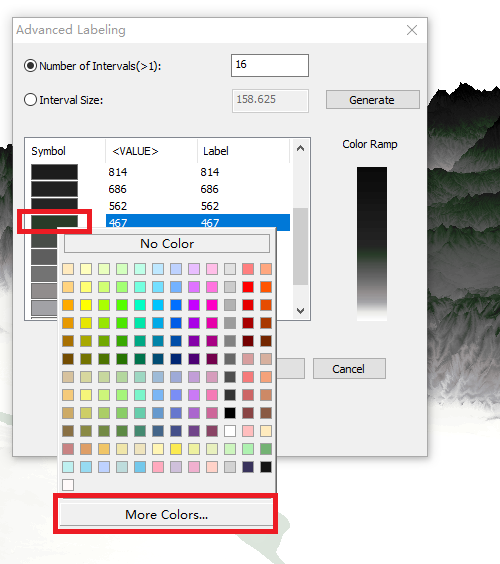 Advanced Labeling
Number of Intervals(>1): 16
Interval Size: 158.625 Generate
Symbol <VALUE> Label Color Ramp
814 814
686 686
562 562
467 467
No Color
Cancel
More Colors...